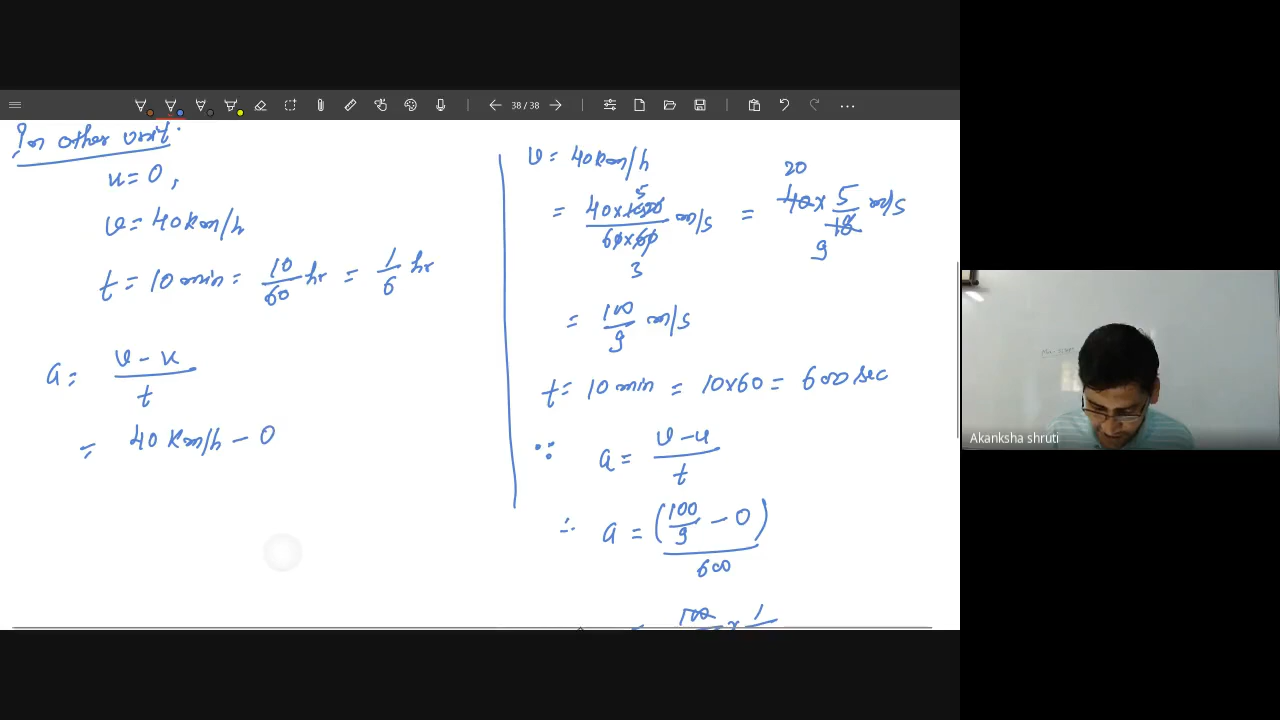 38 / 38
In other unit.
u = 0,
v = 40 km/h
t = 10 min = 10/60 hr = 1/6 hr
a = v - u / t
= 40 km/h - 0
v = 40 km/h
= 40 × 1000 5 / 60 × 60 3 m/s = 40 20 × 5 / 18 9 m/s
= 100/9 m/s
t = 10 min = 10 × 60 = 600 sec
∵ a = v - u / t
∴ a = (100/9 - 0) / 600
= 100 × 1
Akanksha shruti